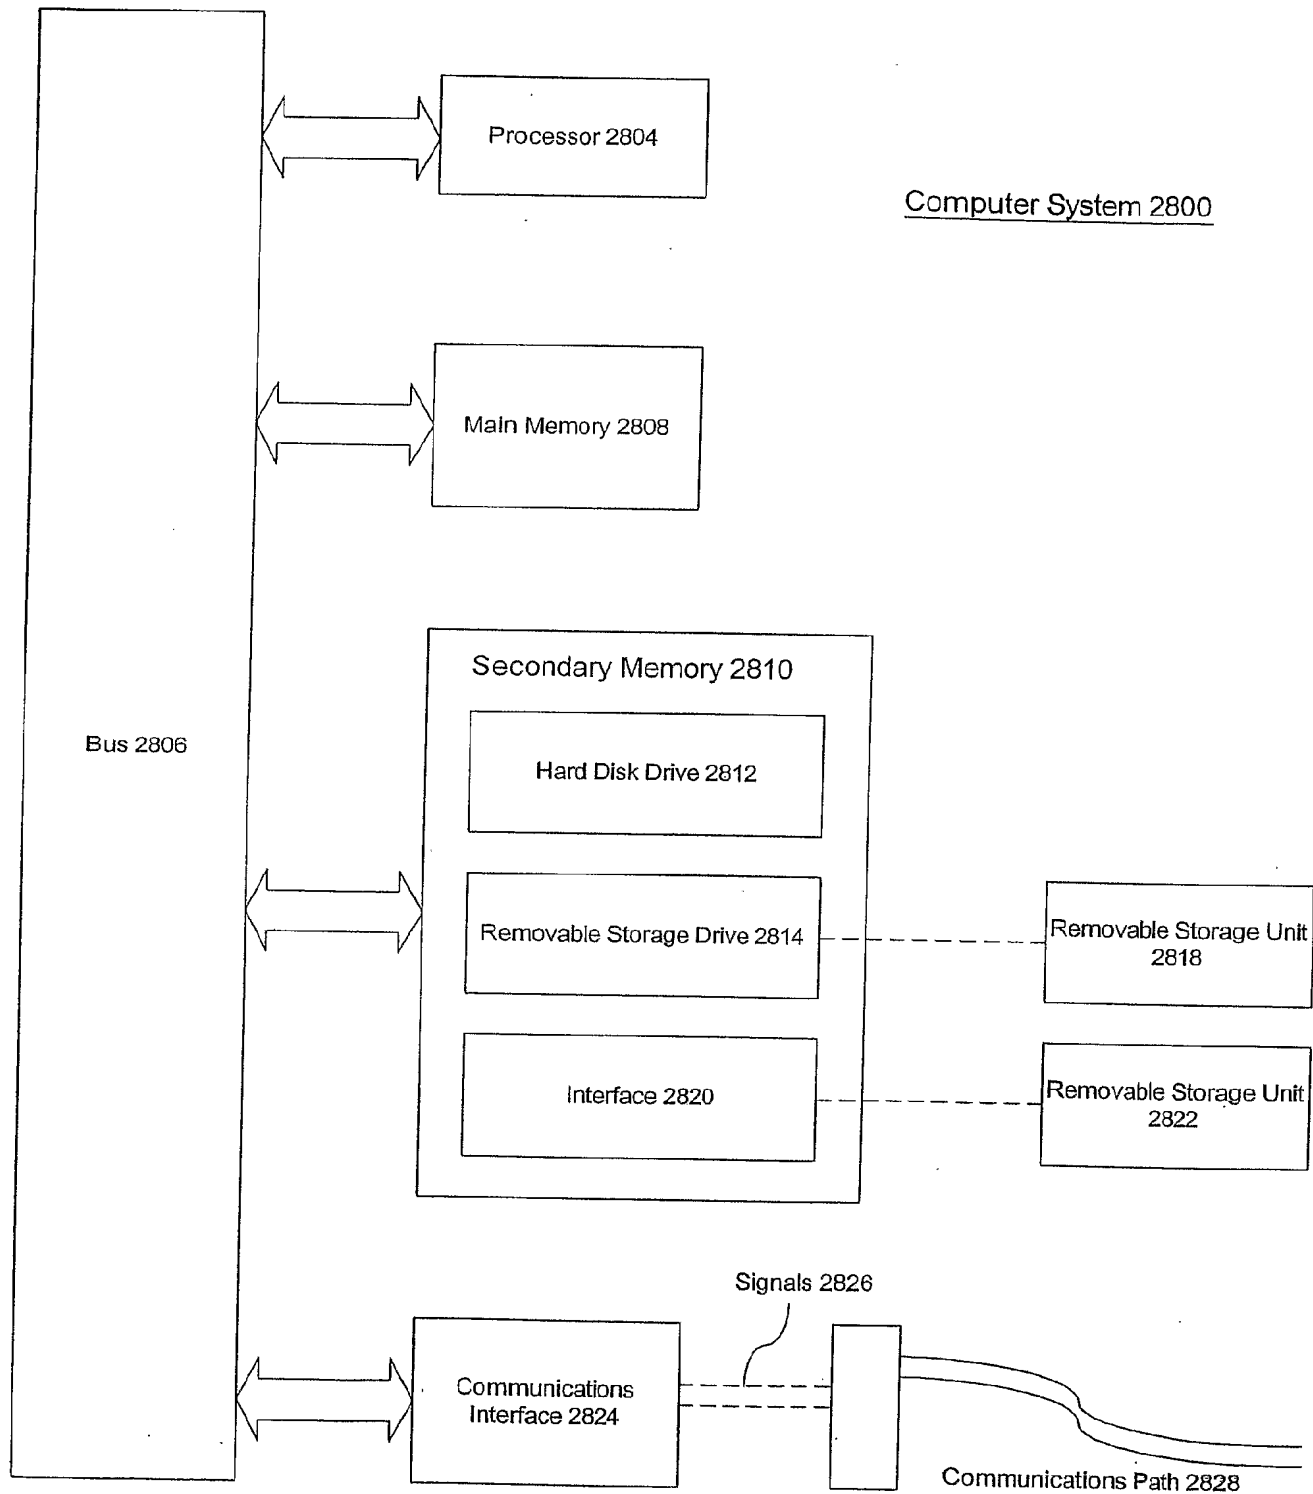 Processor 2804
Computer System 2800
Main Memory 2808
Secondary Memory 2810
Bus 2806
Hard Disk Drive 2812
Removable Storage Drive 2814
Removable Storage Unit
2818
Interface 2820
Removable Storage Unit
2822
Signals 2826
Communications
Interface 2824
Communications Path 2828